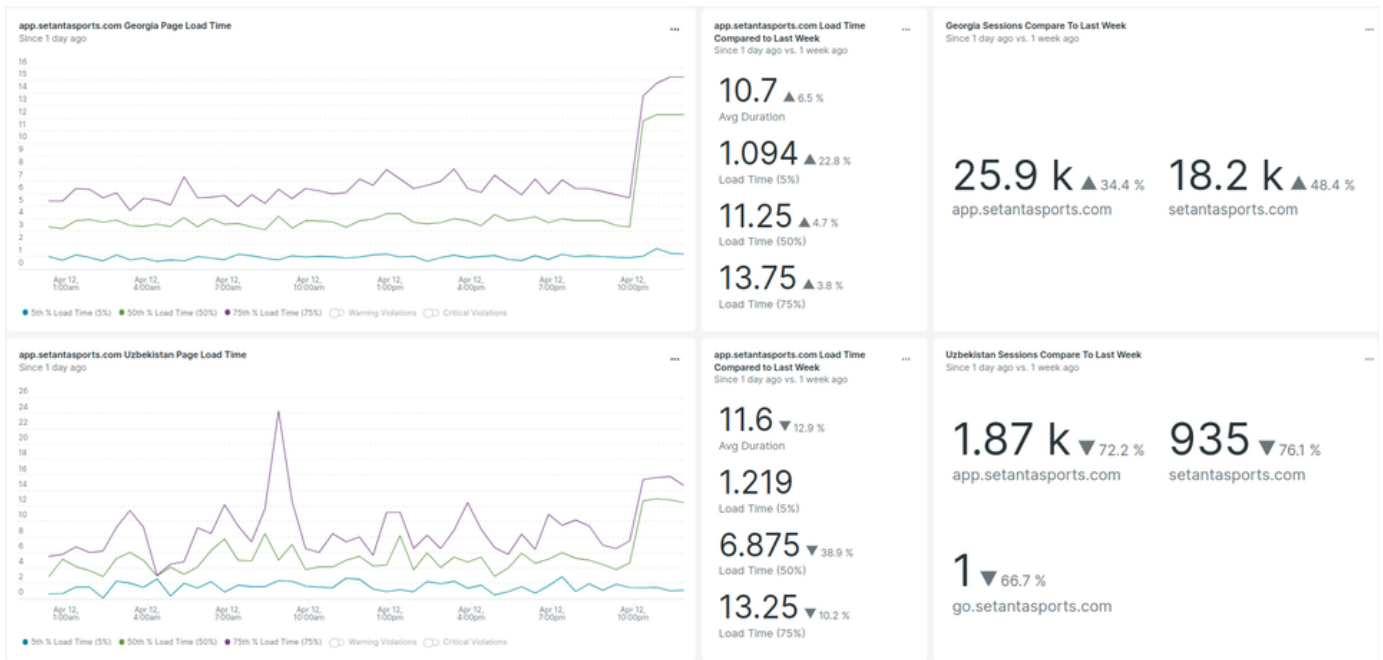 app.setantasports.com Georgia Page Load Time
Since 1 day ago
...
16
15
14
13
12
11
10
9
8
7
6
5
4
3
2
1
0
Apr 12, 1:00am
Apr 12, 4:00am
Apr 12, 7:00am
Apr 12, 10:00am
Apr 12, 1:00pm
Apr 12, 4:00pm
Apr 12, 7:00pm
Apr 12, 10:00pm
5th % Load Time (5%) 50th % Load Time (50%) 75th % Load Time (75%) Warning Violations Critical Violations
app.setantasports.com Load Time
Compared to Last Week
Since 1 day ago vs. 1 week ago
...
10.7 ▲ 6.5 %
Avg Duration
1.094 ▲ 22.8 %
Load Time (5%)
11.25 ▲ 4.7 %
Load Time (50%)
13.75 ▲ 3.8 %
Load Time (75%)
Georgia Sessions Compare To Last Week
Since 1 day ago vs. 1 week ago
...
25.9 k ▲ 34.4 %
app.setantasports.com
18.2 k ▲ 48.4 %
setantasports.com
app.setantasports.com Uzbekistan Page Load Time
Since 1 day ago
...
26
24
22
20
18
16
14
12
10
8
6
4
2
0
Apr 12, 1:00am
Apr 12, 4:00am
Apr 12, 7:00am
Apr 12, 10:00am
Apr 12, 1:00pm
Apr 12, 4:00pm
Apr 12, 7:00pm
Apr 12, 10:00pm
5th % Load Time (5%) 50th % Load Time (50%) 75th % Load Time (75%) Warning Violations Critical Violations
app.setantasports.com Load Time
Compared to Last Week
Since 1 day ago vs. 1 week ago
...
11.6 ▼ 12.9 %
Avg Duration
1.219
Load Time (5%)
6.875 ▼ 38.9 %
Load Time (50%)
13.25 ▼ 10.2 %
Load Time (75%)
Uzbekistan Sessions Compare To Last Week
Since 1 day ago vs. 1 week ago
...
1.87 k ▼ 72.2 %
app.setantasports.com
935 ▼ 76.1 %
setantasports.com
1 ▼ 66.7 %
go.setantasports.com